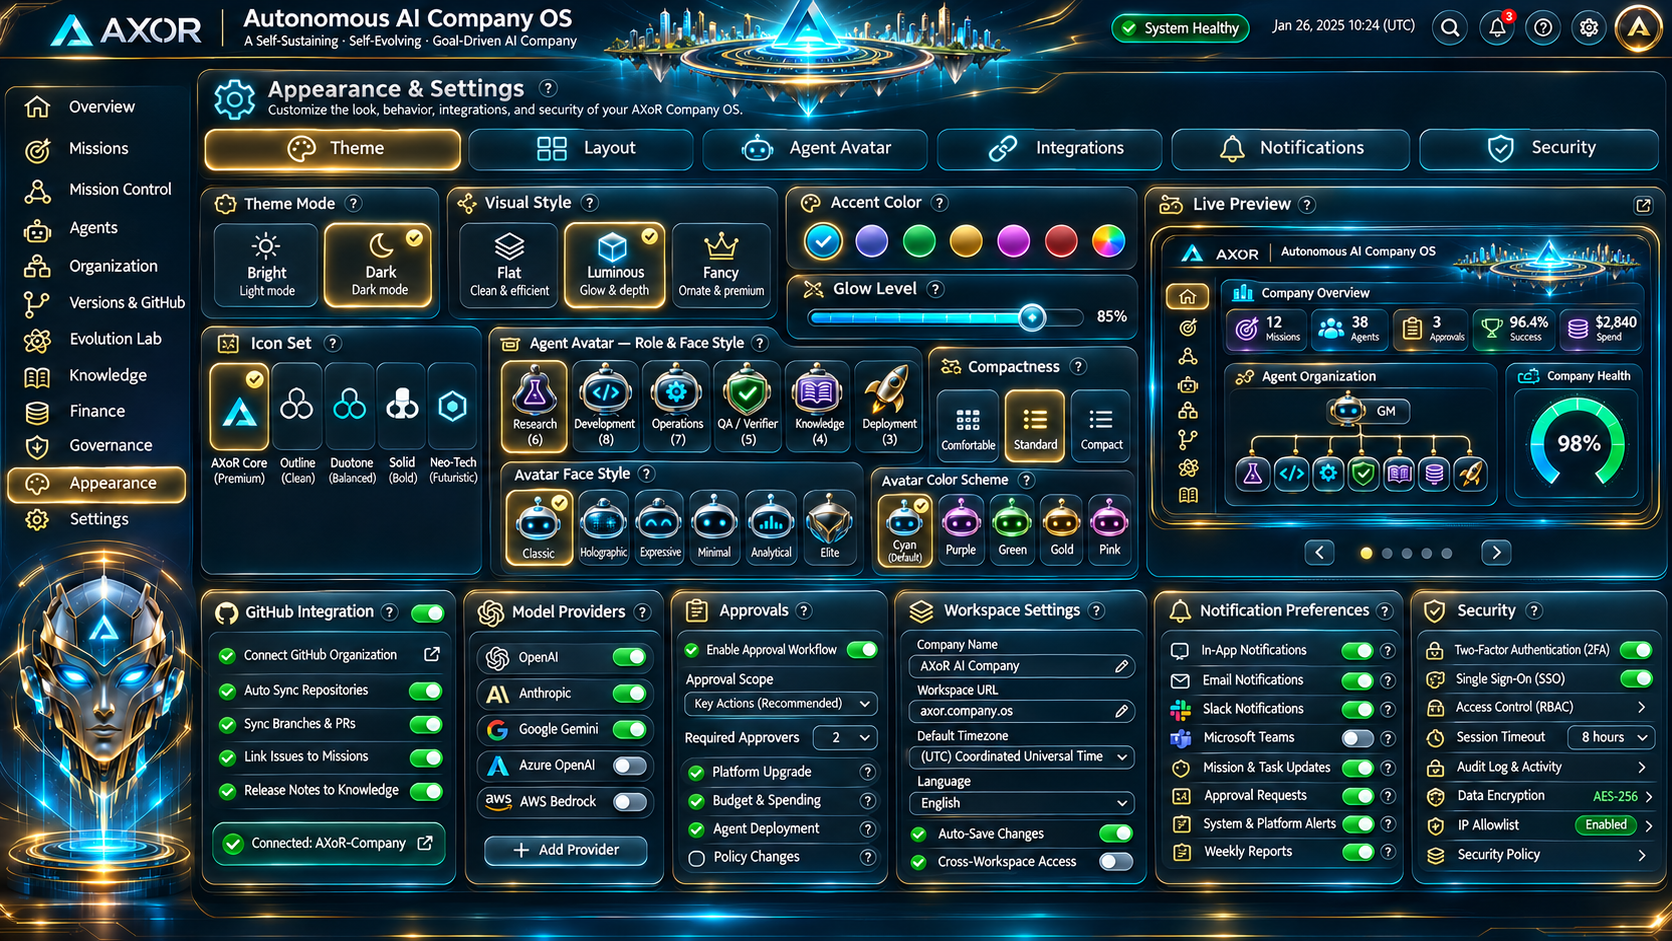 AXOR
Autonomous AI Company OS
A Self-Sustaining · Self-Evolving · Goal-Driven AI Company
System Healthy
Jan 26, 2025 10:24 (UTC)
3
Overview
Missions
Mission Control
Agents
Organization
Versions & GitHub
Evolution Lab
Knowledge
Finance
Governance
Appearance
Settings
Appearance & Settings ?
Customize the look, behavior, integrations, and security of your AXoR Company OS.
Theme
Layout
Agent Avatar
Integrations
Notifications
Security
Theme Mode ?
Bright
Light mode
Dark
Dark mode
Visual Style ?
Flat
Clean & efficient
Luminous
Glow & depth
Fancy
Ornate & premium
Accent Color ?
Glow Level ?
85%
Icon Set ?
AXoR Core
(Premium)
Outline
(Clean)
Duotone
(Balanced)
Solid
(Bold)
Neo-Tech
(Futuristic)
Agent Avatar — Role & Face Style ?
Research
(6)
Development
(8)
Operations
(7)
QA / Verifier
(5)
Knowledge
(4)
Deployment
(3)
Compactness ?
Comfortable
Standard
Compact
Avatar Face Style ?
Classic
Holographic
Expressive
Minimal
Analytical
Elite
Avatar Color Scheme ?
Cyan
(Default)
Purple
Green
Gold
Pink
Live Preview ?
AXOR
Autonomous AI Company OS
Company Overview
12
Missions
38
Agents
3
Approvals
96.4%
Success
$2,840
Spend
Agent Organization
GM
Company Health
98%
GitHub Integration ?
Connect GitHub Organization
Auto Sync Repositories
Sync Branches & PRs
Link Issues to Missions
Release Notes to Knowledge
Connected: AXoR-Company
Model Providers ?
OpenAI
Anthropic
Google Gemini
Azure OpenAI
aws AWS Bedrock
+ Add Provider
Approvals ?
Enable Approval Workflow
Approval Scope
Key Actions (Recommended)
Required Approvers 2
Platform Upgrade ?
Budget & Spending ?
Agent Deployment ?
Policy Changes ?
Workspace Settings ?
Company Name
AXoR AI Company
Workspace URL
axor.company.os
Default Timezone
(UTC) Coordinated Universal Time
Language
English
Auto-Save Changes
Cross-Workspace Access
Notification Preferences ?
In-App Notifications ?
Email Notifications ?
Slack Notifications ?
Microsoft Teams ?
Mission & Task Updates ?
Approval Requests ?
System & Platform Alerts ?
Weekly Reports ?
Security ?
Two-Factor Authentication (2FA)
Single Sign-On (SSO)
Access Control (RBAC)
Session Timeout 8 hours
Audit Log & Activity
Data Encryption AES-256
IP Allowlist Enabled
Security Policy